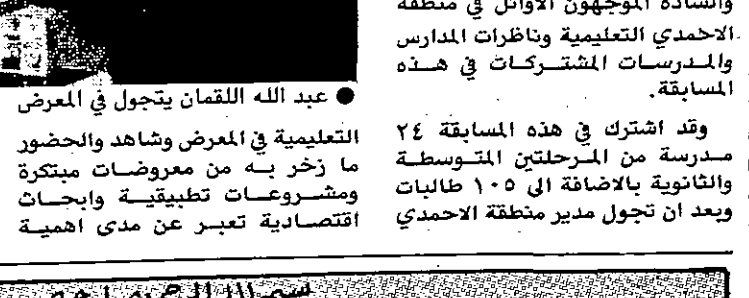 والسادة الموجهون الاوائل في منطقة
الاحمدي التعليمية وناظرات المدارس
والمدرسات المشتركات في هذه
المسابقة.
وقد اشترك في هذه المسابقة ٢٤
مدرسة من المرحلتين المتوسطة
والثانوية بالاضافة الى ١٠٥ طالبات
وبعد ان تجول مدير منطقة الاحمدي
● عبد الله اللقمان يتجول في المعرض
التعليمية في المعرض وشاهد والحضور
ما زخر به من معروضات مبتكرة
ومشروعات تطبيقية وابحاث
اقتصادية تعبر عن مدى اهمية